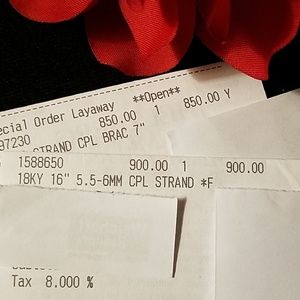 ecial Order Layaway **Open**
97230 850.00 1 850.00 Y
STRAND CPL BRAC 7"
1588650 900.00 1 900.00
18KY 16" 5.5-6MM CPL STRAND *F
Tax 8.000 %